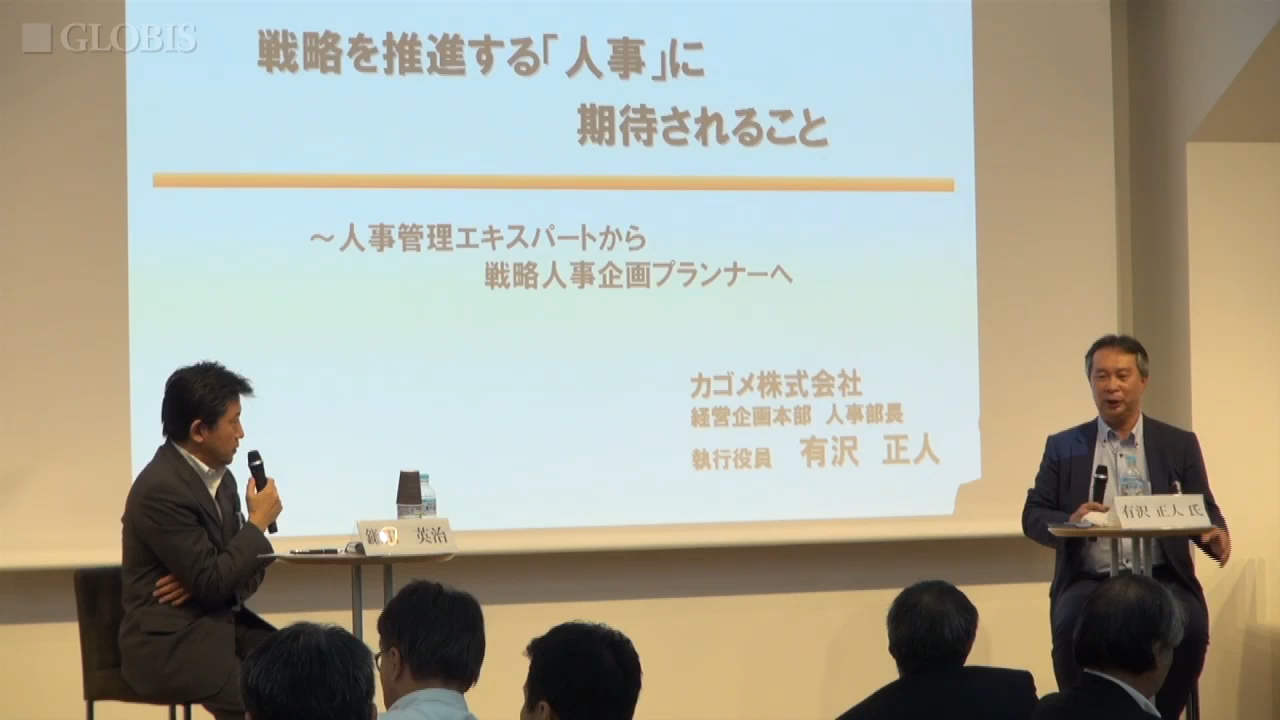 GLOBIS
戦略を推進する「人事」に
期待されること
～人事管理エキスパートから
戦略人事企画プランナーへ
カゴメ株式会社
経営企画本部 人事部長
執行役員 有沢 正人
英治
有沢 正人 氏